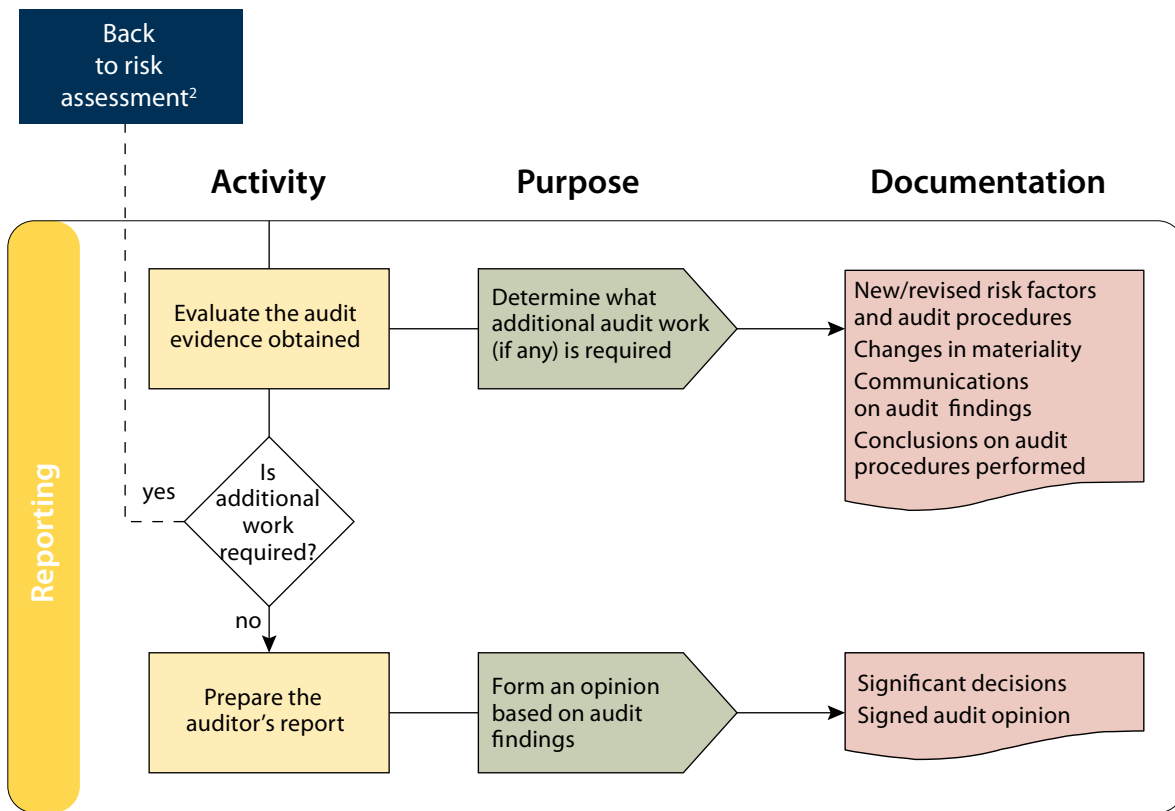 Back
to risk
assessment²
Activity
Purpose
Documentation
Reporting
Evaluate the audit
evidence obtained
Determine what
additional audit work
(if any) is required
New/revised risk factors
and audit procedures
Changes in materiality
Communications
on audit findings
Conclusions on audit
procedures performed
Is
additional
work
required?
yes
no
Prepare the
auditor’s report
Form an opinion
based on audit
findings
Significant decisions
Signed audit opinion